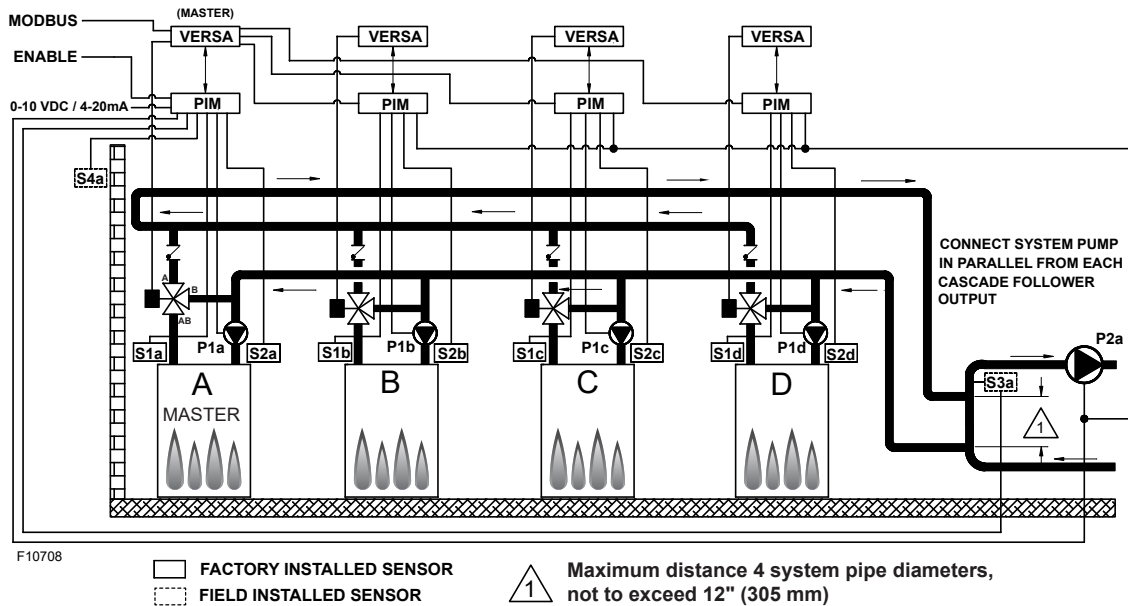 MODBUS
(MASTER)
VERSA
VERSA
VERSA
VERSA
ENABLE
0-10 VDC / 4-20mA
PIM
PIM
PIM
PIM
S4a
CONNECT SYSTEM PUMP
IN PARALLEL FROM EACH
CASCADE FOLLOWER
OUTPUT
A
B
AB
S1a
P1a
S2a
S1b
P1b
S2b
S1c
P1c
S2c
S1d
P1d
S2d
P2a
S3a
A
MASTER
B
C
D
1
F10708
FACTORY INSTALLED SENSOR
FIELD INSTALLED SENSOR
1
Maximum distance 4 system pipe diameters,
not to exceed 12" (305 mm)